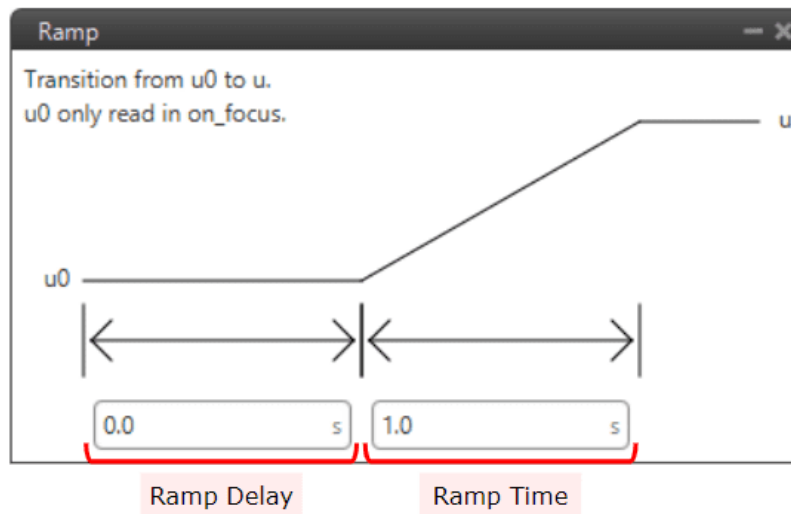 Ramp
Transition from u0 to u.
u0 only read in on_focus.
u
u0
0.0 s 1.0 s
Ramp Delay Ramp Time